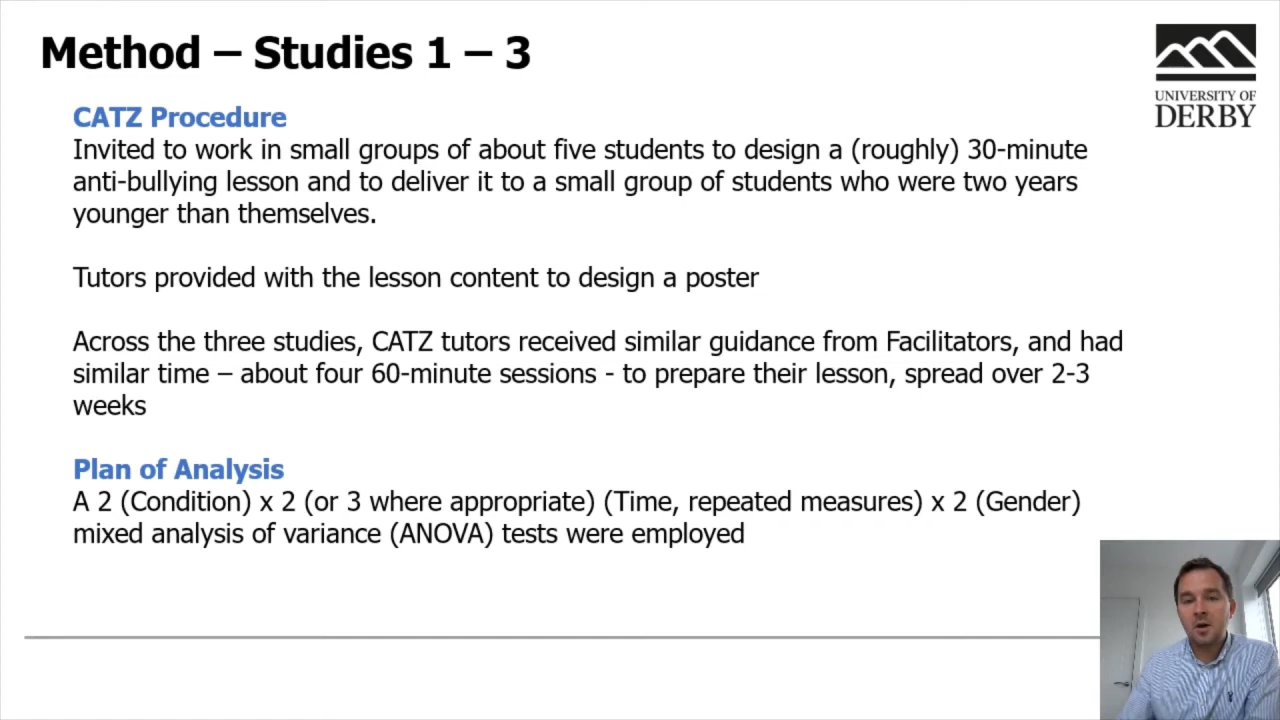 Method – Studies 1 – 3
UNIVERSITY OF
DERBY
CATZ Procedure
Invited to work in small groups of about five students to design a (roughly) 30-minute
anti-bullying lesson and to deliver it to a small group of students who were two years
younger than themselves.
Tutors provided with the lesson content to design a poster
Across the three studies, CATZ tutors received similar guidance from Facilitators, and had
similar time – about four 60-minute sessions - to prepare their lesson, spread over 2-3
weeks
Plan of Analysis
A 2 (Condition) x 2 (or 3 where appropriate) (Time, repeated measures) x 2 (Gender)
mixed analysis of variance (ANOVA) tests were employed